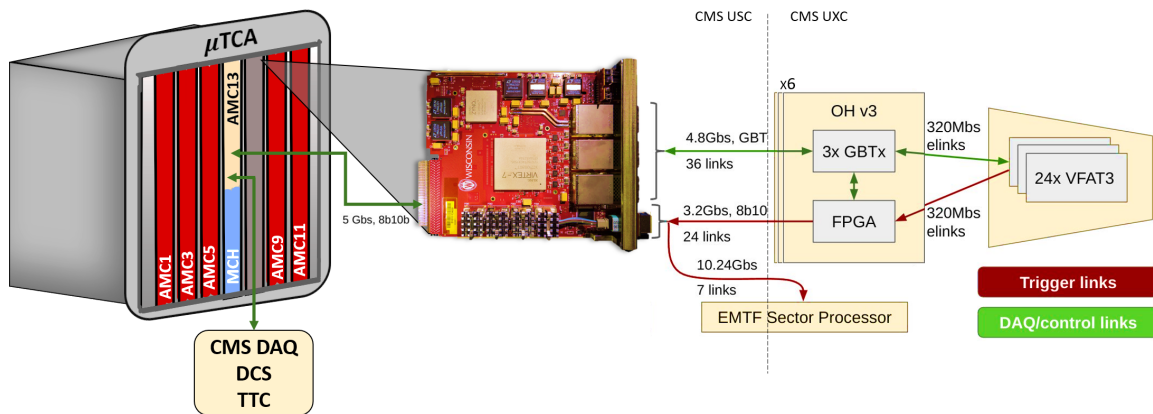 μTCA
AMC1
AMC3
AMC5
AMC13
MCH
AMC9
AMC11
5 Gbs, 8b10b
CMS DAQ
DCS
TTC
WISCONSIN
VIRTEX-7
CMS USC
CMS UXC
4.8Gbs, GBT
36 links
3.2Gbs, 8b10
24 links
10.24Gbs
7 links
EMTF Sector Processor
x6
OH v3
3x GBTx
FPGA
320Mbs
elinks
320Mbs
elinks
24x VFAT3
Trigger links
DAQ/control links